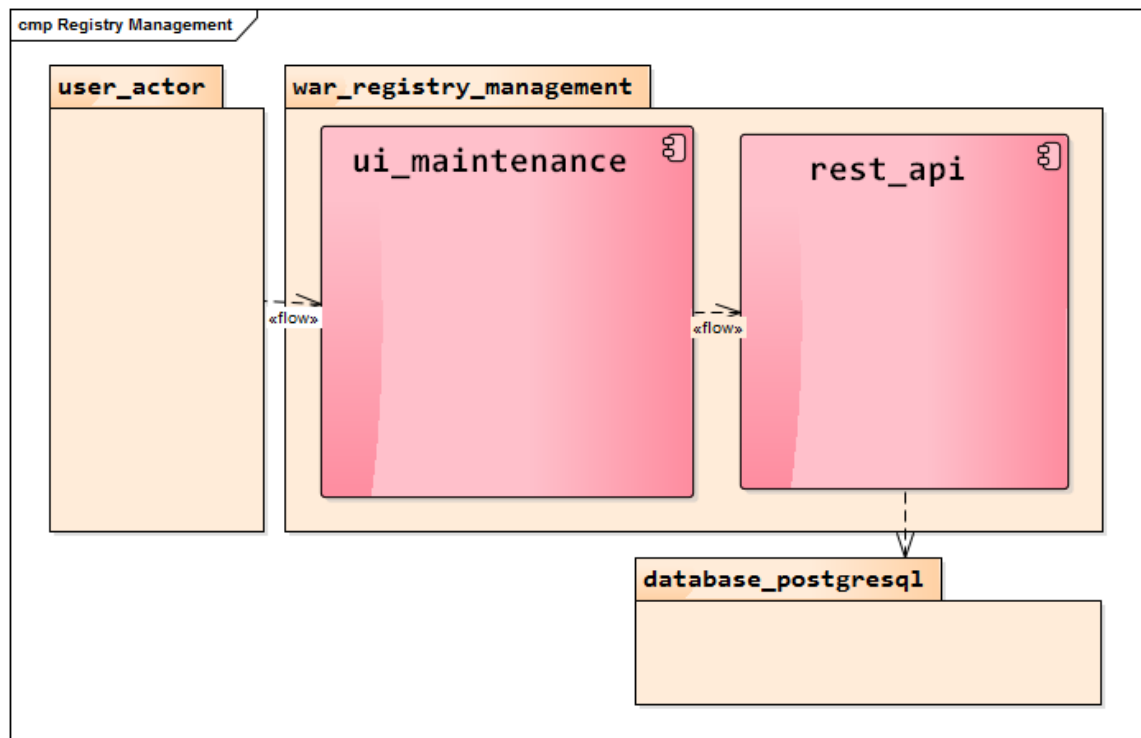 cmp Registry Management
user_actor
war_registry_management
ui_maintenance
rest_api
«flow»
«flow»
database_postgresql